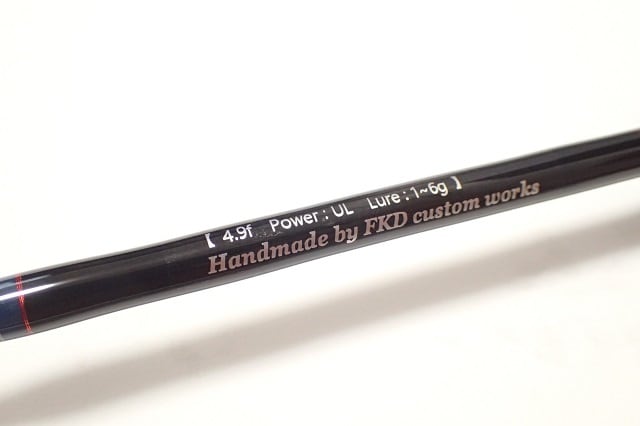 【 4.9f Power : UL Lure : 1~6g 】
Handmade by FKD custom works